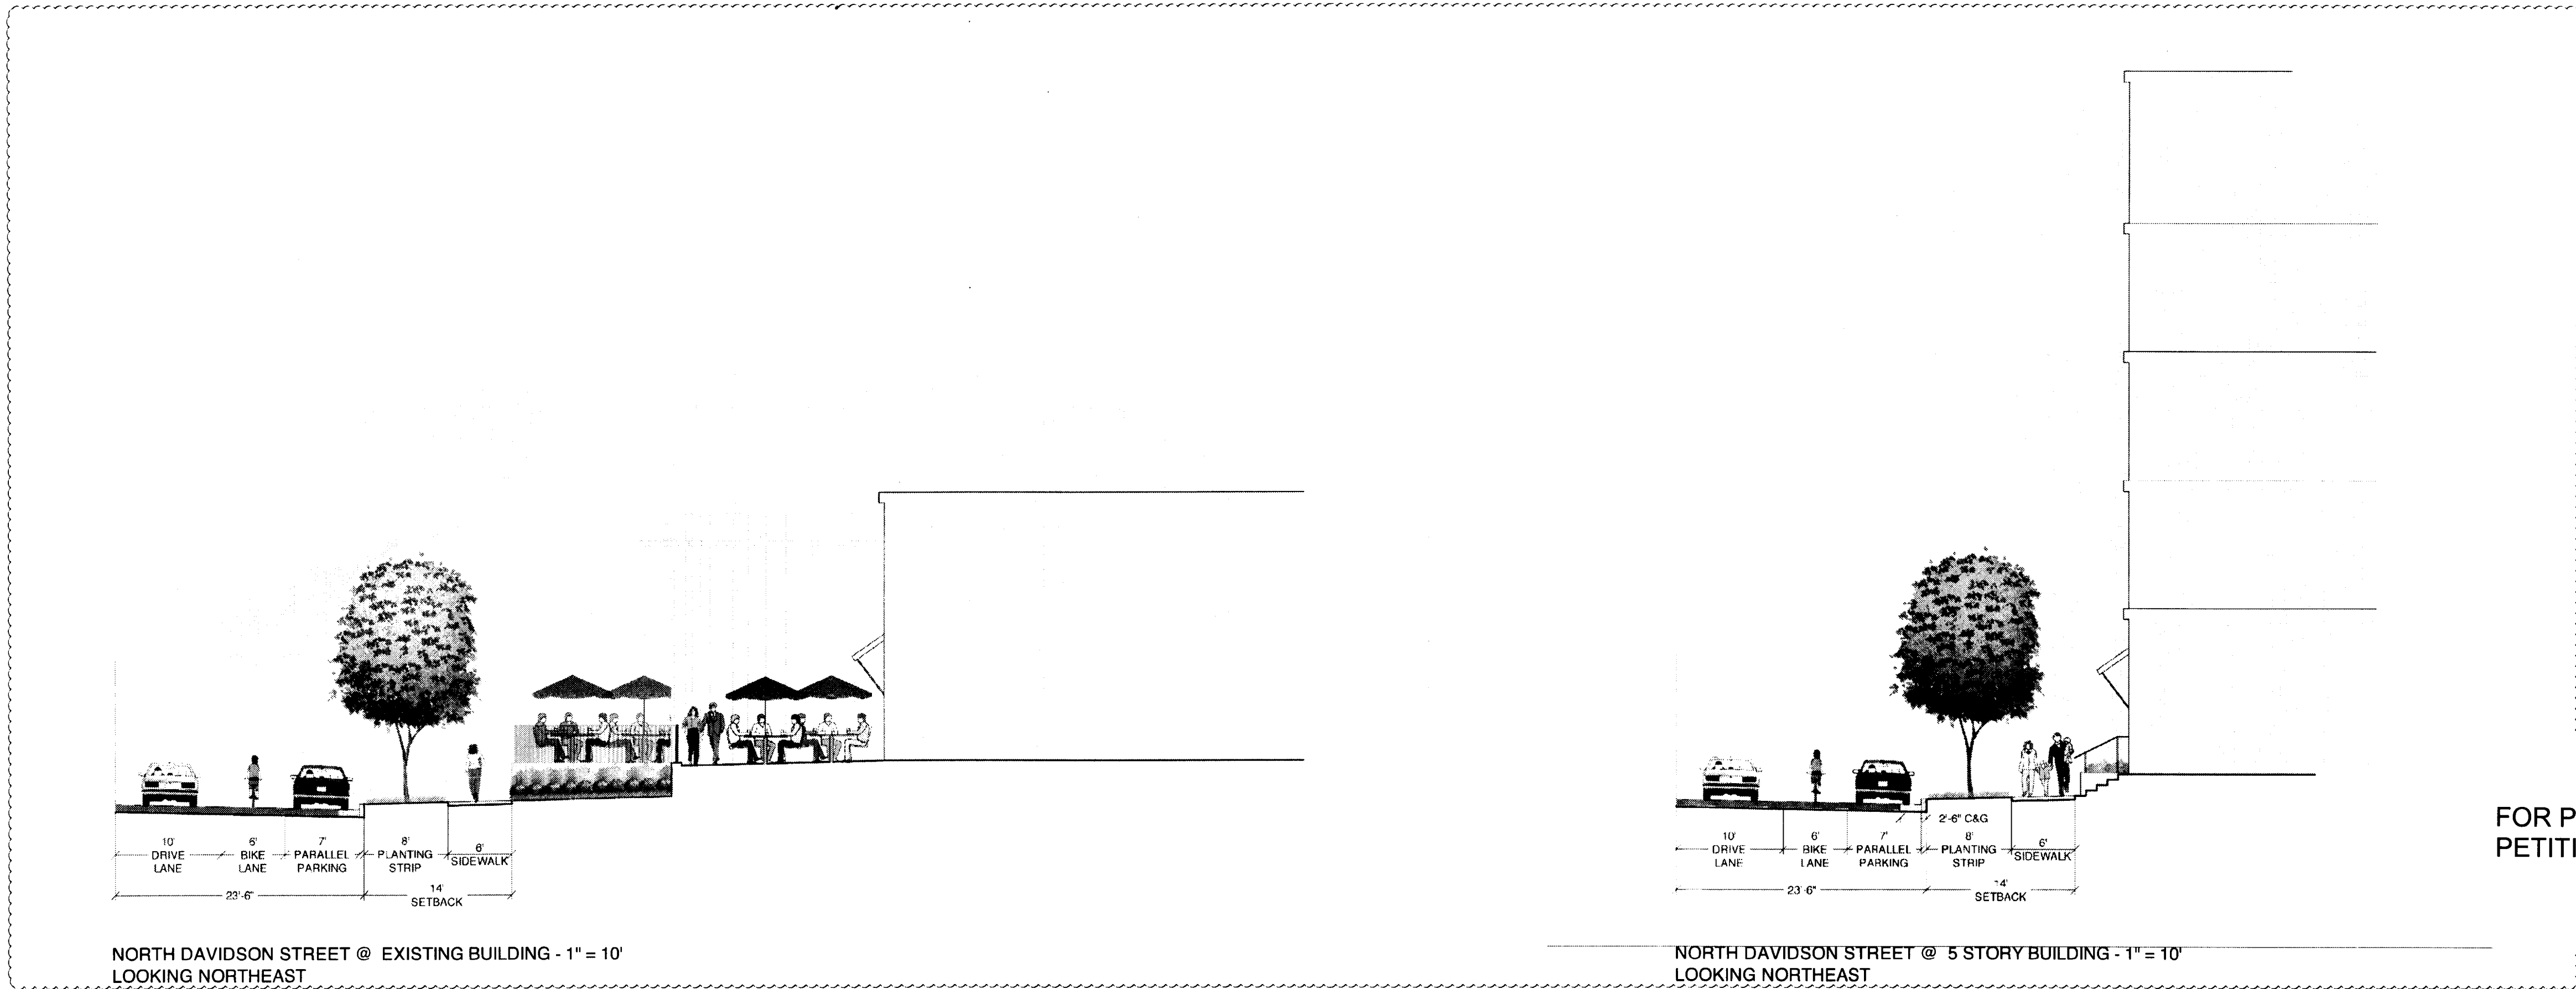 10'
DRIVE
LANE
6'
BIKE
LANE
7'
PARALLEL
PARKING
8'
PLANTING
STRIP
6'
SIDEWALK
23'-6"
14'
SETBACK
NORTH DAVIDSON STREET @ EXISTING BUILDING - 1" = 10'
LOOKING NORTHEAST
2'-6" C&G
10'
DRIVE
LANE
6'
BIKE
LANE
7'
PARALLEL
PARKING
8'
PLANTING
STRIP
6'
SIDEWALK
23'-6"
14'
SETBACK
NORTH DAVIDSON STREET @ 5 STORY BUILDING - 1" = 10'
LOOKING NORTHEAST
FOR P
PETITI